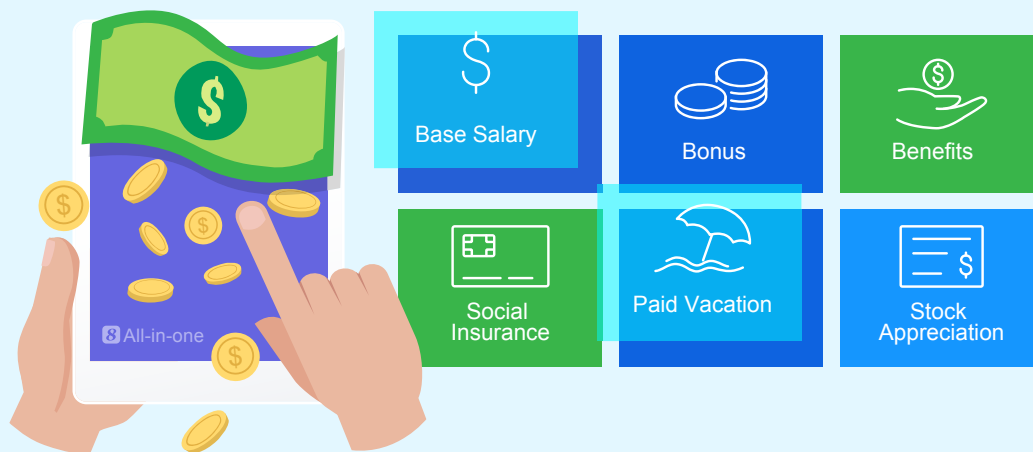 Base Salary
Bonus
Benefits
Social
Insurance
Paid Vacation
Stock
Appreciation
8 All-in-one
$
$
$
$
$
$
$